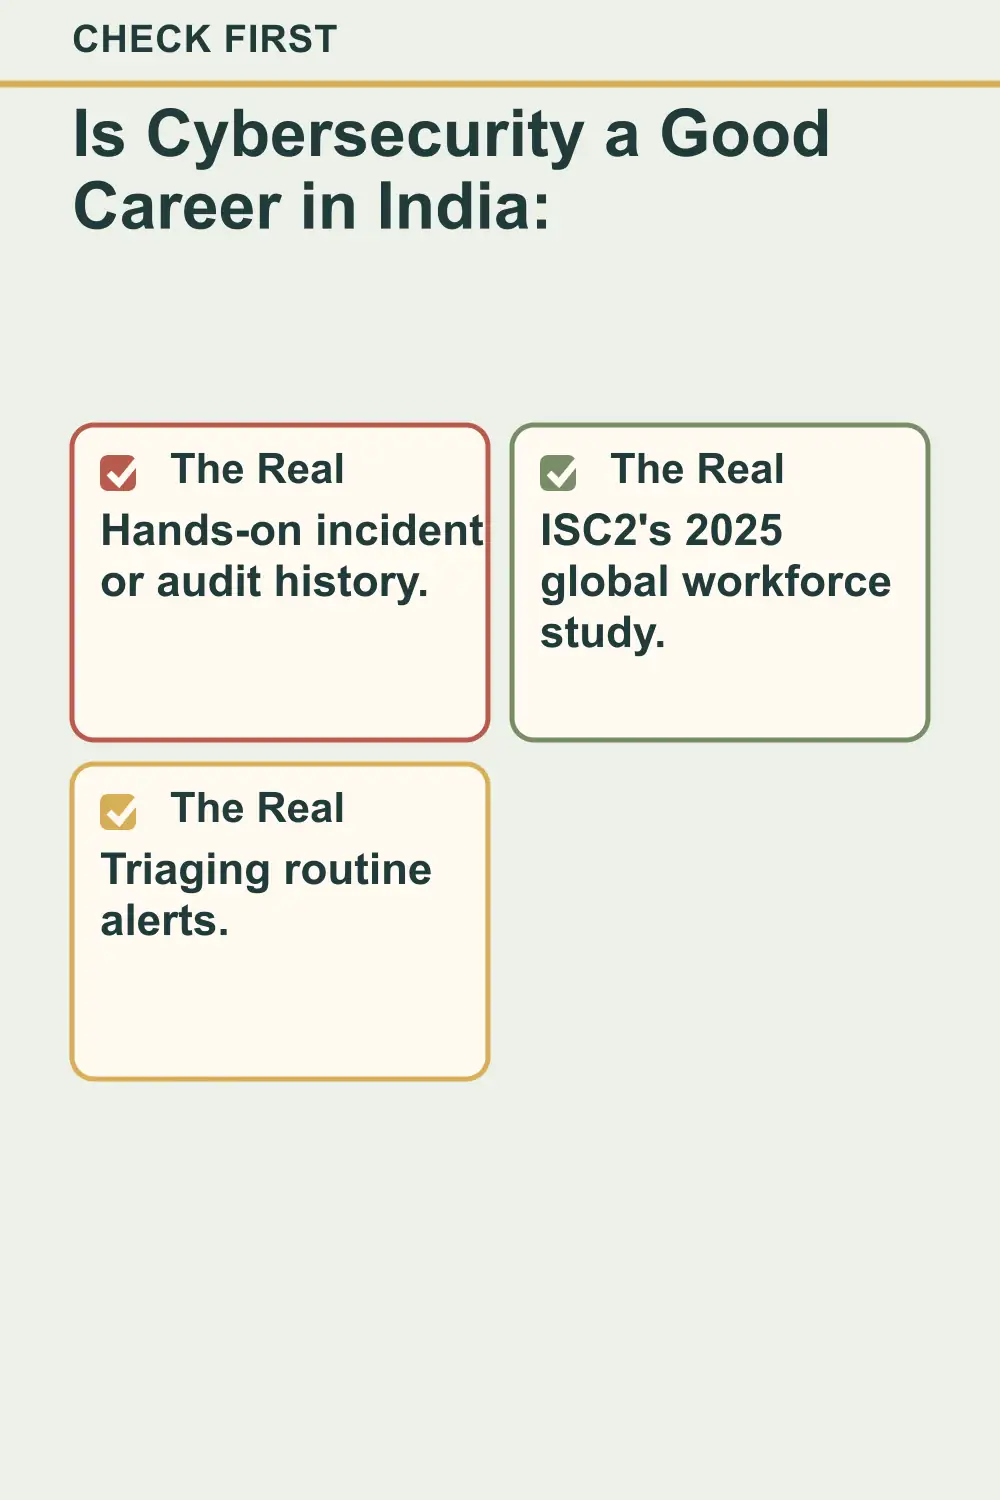 CHECK FIRST
Is Cybersecurity a Good
Career in India:
The Real
Hands-on incident
or audit history.
The Real
ISC2's 2025
global workforce
study.
The Real
Triaging routine
alerts.